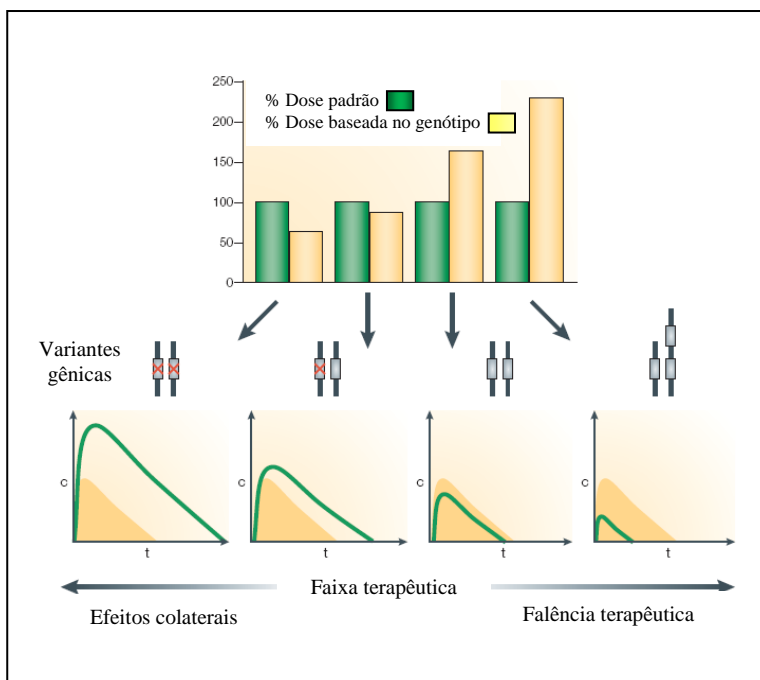 250
% Dose padrão
% Dose baseada no genótipo
200
150
100
50
0
Variantes
gênicas
c
t
c
t
c
t
c
t
Faixa terapêutica
Efeitos colaterais
Falência terapêutica